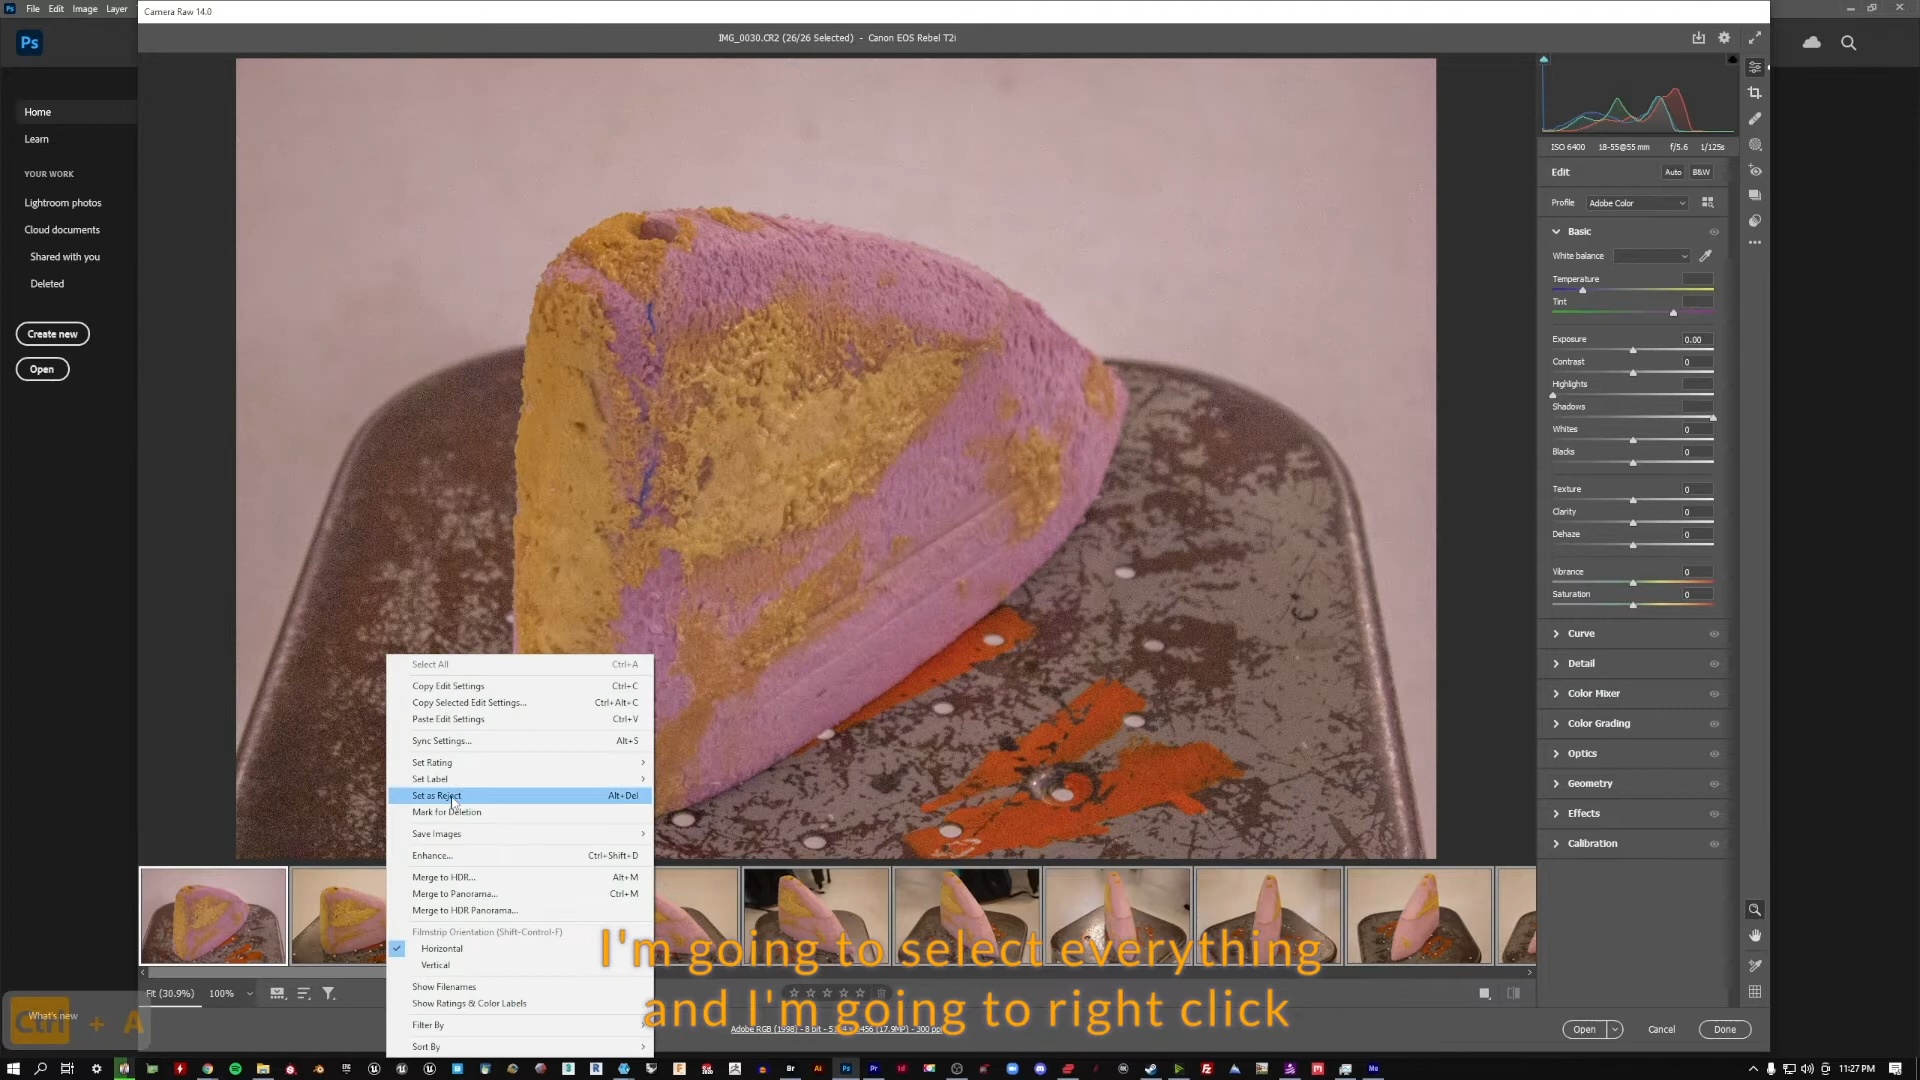 Ps File Edit Image Layer
Camera Raw 14.0
IMG_0030.CR2 (26/26 Selected) - Canon EOS Rebel T2i
Ps
Home
Learn
YOUR WORK
Lightroom photos
Cloud documents
Shared with you
Deleted
Create new
Open
ISO 6400 18-55@55 mm f/5.6 1/125s
Edit Auto B&W
Profile Adobe Color
Basic
White balance
Temperature
Tint
Exposure 0.00
Contrast 0
Highlights
Shadows
Whites 0
Blacks 0
Texture 0
Clarity 0
Dehaze 0
Vibrance 0
Saturation 0
Curve
Detail
Color Mixer
Color Grading
Optics
Geometry
Effects
Calibration
Select All Ctrl+A
Copy Edit Settings Ctrl+C
Copy Selected Edit Settings... Ctrl+Alt+C
Paste Edit Settings Ctrl+V
Sync Settings... Alt+S
Set Rating
Set Label
Set as Reject Alt+Del
Mark for Deletion
Save Images
Enhance... Ctrl+Shift+D
Merge to HDR... Alt+M
Merge to Panorama... Ctrl+M
Merge to HDR Panorama...
Filmstrip Orientation (Shift-Control-F)
Horizontal
Vertical
Show Filenames
Show Ratings & Color Labels
Filter By
Sort By
I'm going to select everything
and I'm going to right click
Fit (30.9%) 100%
What's new
Ctrl + A
Adobe RGB (1998) - 8 bit -
Open Cancel Done
11:27 PM